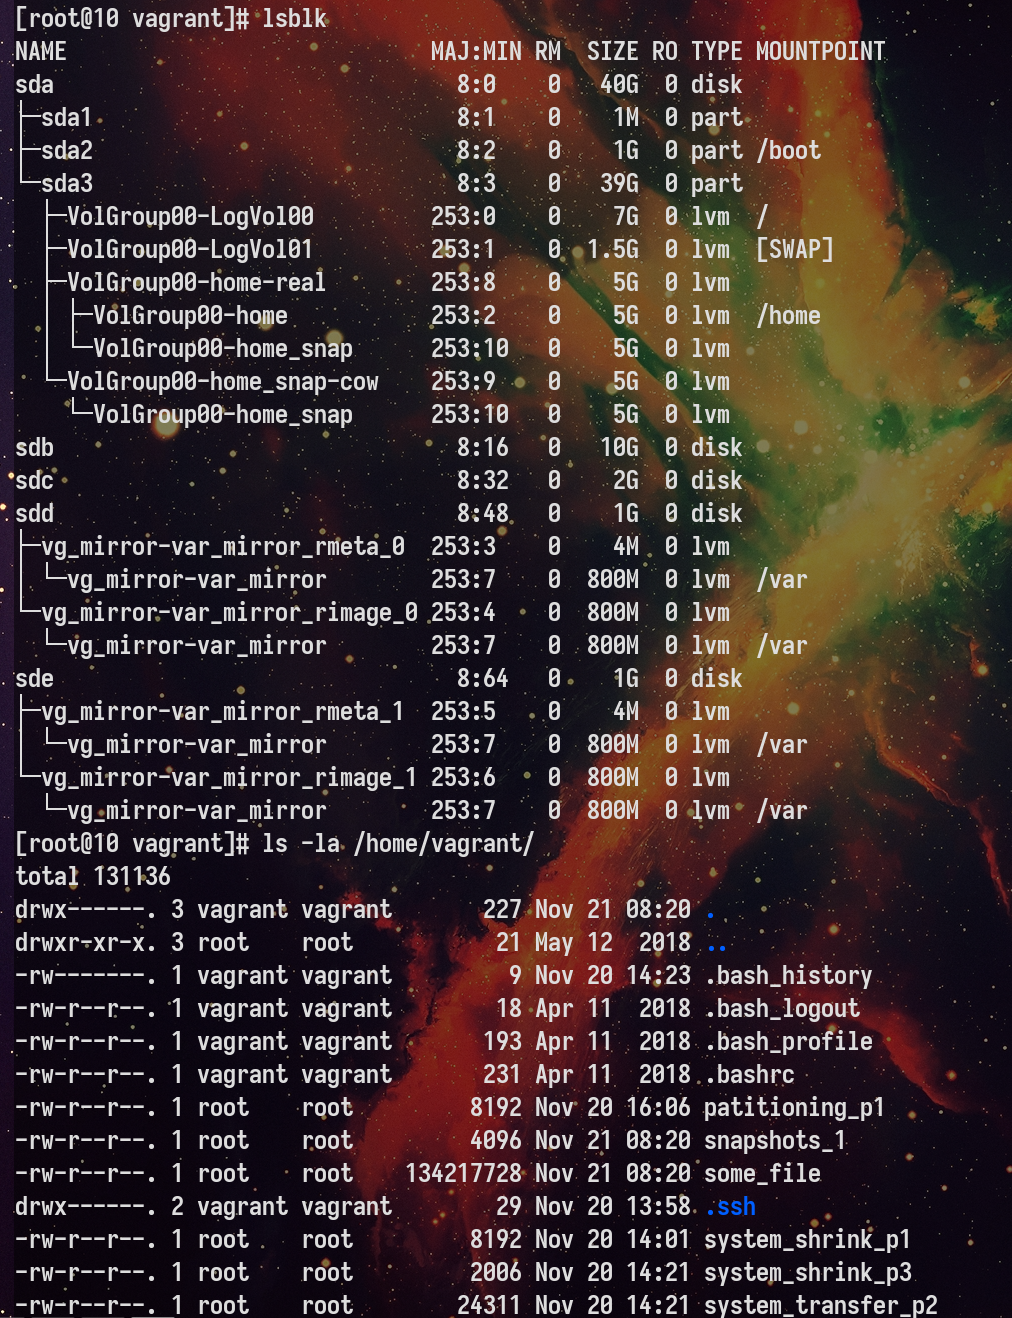 [root@10 vagrant]# lsblk
NAME                            MAJ:MIN RM  SIZE RO TYPE MOUNTPOINT
sda                               8:0    0   40G  0 disk
├─sda1                            8:1    0    1M  0 part
├─sda2                            8:2    0    1G  0 part /boot
└─sda3                            8:3    0   39G  0 part
  ├─VolGroup00-LogVol00         253:0    0    7G  0 lvm  /
  ├─VolGroup00-LogVol01         253:1    0  1.5G  0 lvm  [SWAP]
  ├─VolGroup00-home-real        253:8    0    5G  0 lvm
  │ ├─VolGroup00-home           253:2    0    5G  0 lvm  /home
  │ └─VolGroup00-home_snap      253:10   0    5G  0 lvm
  └─VolGroup00-home_snap-cow    253:9    0    5G  0 lvm
    └─VolGroup00-home_snap      253:10   0    5G  0 lvm
sdb                               8:16   0   10G  0 disk
sdc                               8:32   0    2G  0 disk
sdd                               8:48   0    1G  0 disk
├─vg_mirror-var_mirror_rmeta_0  253:3    0    4M  0 lvm
│ └─vg_mirror-var_mirror        253:7    0  800M  0 lvm  /var
└─vg_mirror-var_mirror_rimage_0 253:4    0  800M  0 lvm
  └─vg_mirror-var_mirror        253:7    0  800M  0 lvm  /var
sde                               8:64   0    1G  0 disk
├─vg_mirror-var_mirror_rmeta_1  253:5    0    4M  0 lvm
│ └─vg_mirror-var_mirror        253:7    0  800M  0 lvm  /var
└─vg_mirror-var_mirror_rimage_1 253:6    0  800M  0 lvm
  └─vg_mirror-var_mirror        253:7    0  800M  0 lvm  /var
[root@10 vagrant]# ls -la /home/vagrant/
total 131136
drwx------. 3 vagrant vagrant       227 Nov 21 08:20 .
drwxr-xr-x. 3 root    root           21 May 12  2018 ..
-rw-------. 1 vagrant vagrant         9 Nov 20 14:23 .bash_history
-rw-r--r--. 1 vagrant vagrant        18 Apr 11  2018 .bash_logout
-rw-r--r--. 1 vagrant vagrant       193 Apr 11  2018 .bash_profile
-rw-r--r--. 1 vagrant vagrant       231 Apr 11  2018 .bashrc
-rw-r--r--. 1 root    root         8192 Nov 20 16:06 patitioning_p1
-rw-r--r--. 1 root    root         4096 Nov 21 08:20 snapshots_1
-rw-r--r--. 1 root    root    134217728 Nov 21 08:20 some_file
drwx------. 2 vagrant vagrant        29 Nov 20 13:58 .ssh
-rw-r--r--. 1 root    root         8192 Nov 20 14:01 system_shrink_p1
-rw-r--r--. 1 root    root         2006 Nov 20 14:21 system_shrink_p3
-rw-r--r--. 1 root    root        24311 Nov 20 14:21 system_transfer_p2